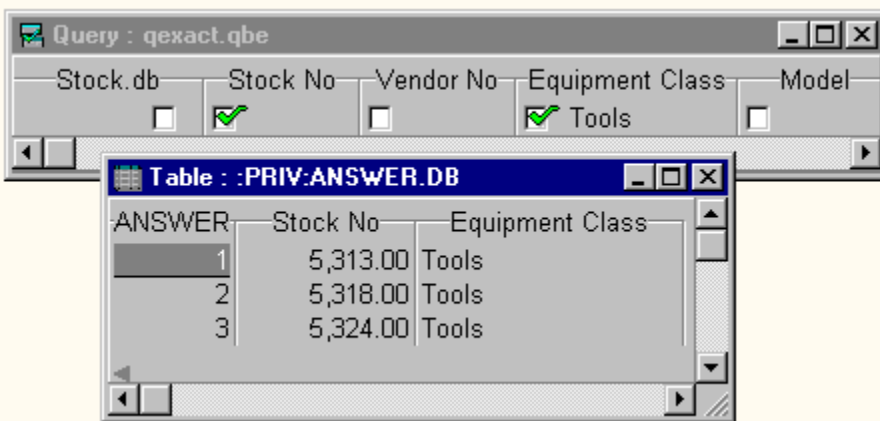 Query : qexact.qbe
Stock.db Stock No Vendor No Equipment Class Model
Tools
Table : :PRIV:ANSWER.DB
ANSWER Stock No Equipment Class
1 5,313.00 Tools
2 5,318.00 Tools
3 5,324.00 Tools